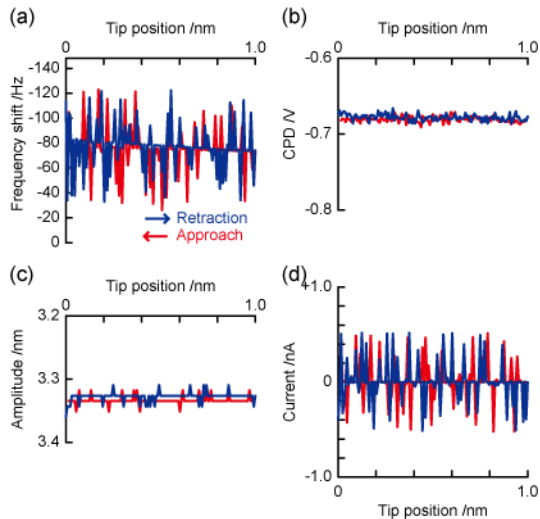 (a)
Tip position /nm
0
1.0
-140
-120
-100
-80
-60
-40
-20
0
Frequency shift /Hz
Retraction
Approach
(b)
Tip position /nm
0
1.0
-0.6
-0.7
-0.8
CPD /V
(c)
Tip position /nm
0
1.0
3.2
3.3
3.4
Amplitude /nm
(d)
+1.0
0
-1.0
Current /nA
0
1.0
Tip position /nm